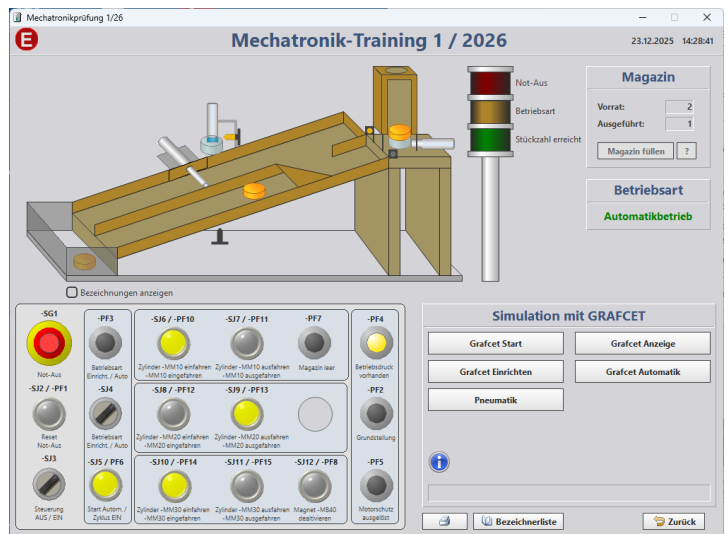 Mechatronikprüfung 1/26
E
Mechatronik-Training 1 / 2026
23.12.2025 14:28:41
Not-Aus
Betriebsart
Stückzahl erreicht
Magazin
Vorrat: 2
Ausgeführt: 1
Magazin füllen ?
Betriebsart
Automatikbetrieb
Bezeichnungen anzeigen
-SG1
Not-Aus
-PF3
Betriebsart
Einricht. / Auto
-SJ6 / -PF10
Zylinder -MM10 einfahren
-MM10 eingefahren
-SJ7 / -PF11
Zylinder -MM10 ausfahren
-MM10 ausgefahren
-PF7
Magazin leer
-PF4
Betriebsdruck
vorhanden
-SJ2 / -PF1
Reset
Not-Aus
-SJ4
Betriebsart
Einricht. / Auto
-SJ8 / -PF12
Zylinder -MM20 einfahren
-MM20 eingefahren
-SJ9 / -PF13
Zylinder -MM20 ausfahren
-MM20 ausgefahren
-PF2
Grundstellung
-SJ3
Steuerung
AUS / EIN
-SJ5 / PF6
Start Autom. /
Zyklus EIN
-SJ10 / -PF14
Zylinder -MM30 einfahren
-MM30 eingefahren
-SJ11 / -PF15
Zylinder -MM30 ausfahren
-MM30 ausgefahren
-SJ12 / -PF8
Magnet -MB40
deaktivieren
-PF5
Motorschutz
ausgelöst
Simulation mit GRAFCET
Grafcet Start
Grafcet Anzeige
Grafcet Einrichten
Grafcet Automatik
Pneumatik
Bezeichnerliste
Zurück